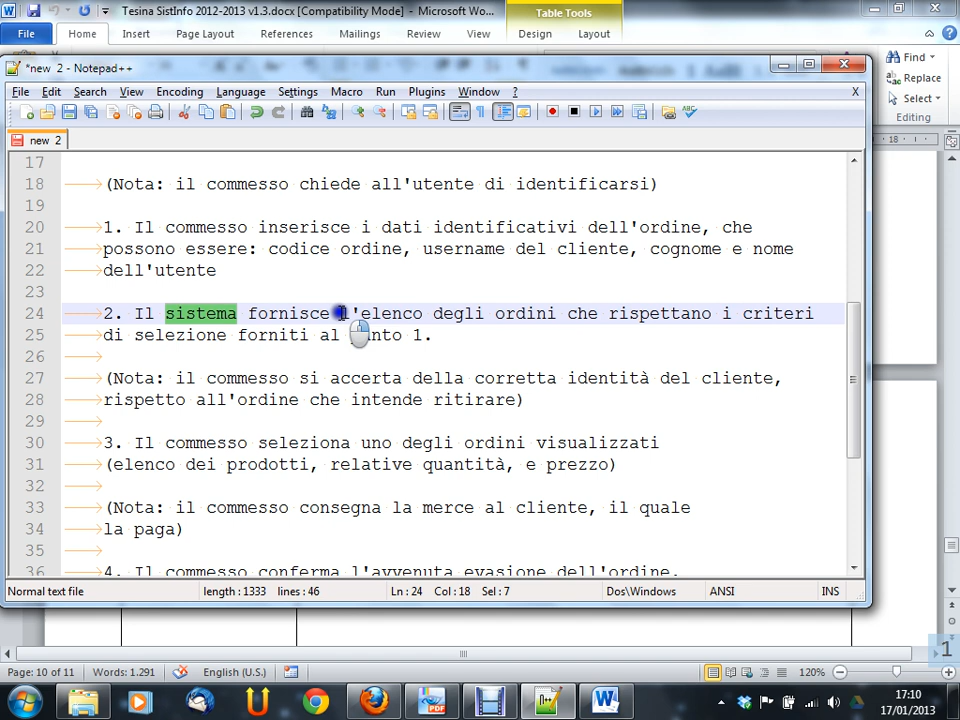 Tesina SistInfo 2012-2013 v1.3.docx [Compatibility Mode] - Microsoft Wo...
Table Tools
File Home Insert Page Layout References Mailings Review View Design Layout
*new 2 - Notepad++
Find
File Edit Search View Encoding Language Settings Macro Run Plugins Window ? X
Replace
Select
Editing
new 2
18
17
18 (Nota: il commesso chiede all'utente di identificarsi)
19
20 1. Il commesso inserisce i dati identificativi dell'ordine, che
21 possono essere: codice ordine, username del cliente, cognome e nome
22 dell'utente
23
24 2. Il sistema fornisce l'elenco degli ordini che rispettano i criteri
25 di selezione forniti al punto 1.
26
27 (Nota: il commesso si accerta della corretta identità del cliente,
28 rispetto all'ordine che intende ritirare)
29
30 3. Il commesso seleziona uno degli ordini visualizzati
31 (elenco dei prodotti, relative quantità, e prezzo)
32
33 (Nota: il commesso consegna la merce al cliente, il quale
34 la paga)
35
36 4. Il commesso conferma l'avvenuta evasione dell'ordine.
Normal text file length : 1333 lines : 46 Ln : 24 Col : 18 Sel : 7 Dos\Windows ANSI INS
1
Page: 10 of 11 Words: 1.291 English (U.S.) 120%
17:10
17/01/2013